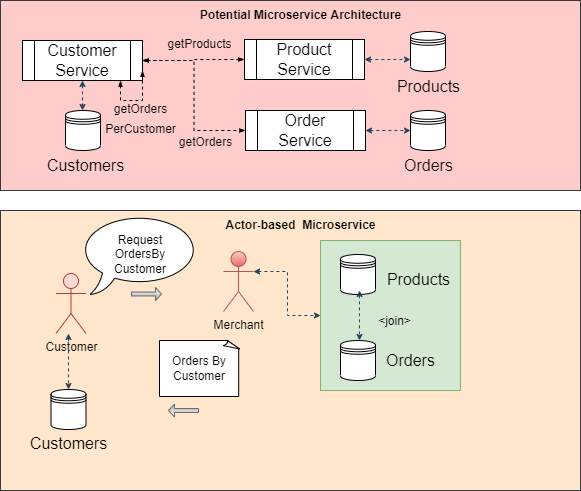 Potential Microservice Architecture
getProducts
Customer
Service
Product
Service
Products
getOrders
PerCustomer
Customers
getOrders
Order
Service
Orders
Actor-based Microservice
Request
OrdersBy
Customer
Customer
Merchant
Products
<join>
Orders
Orders By
Customer
Customers